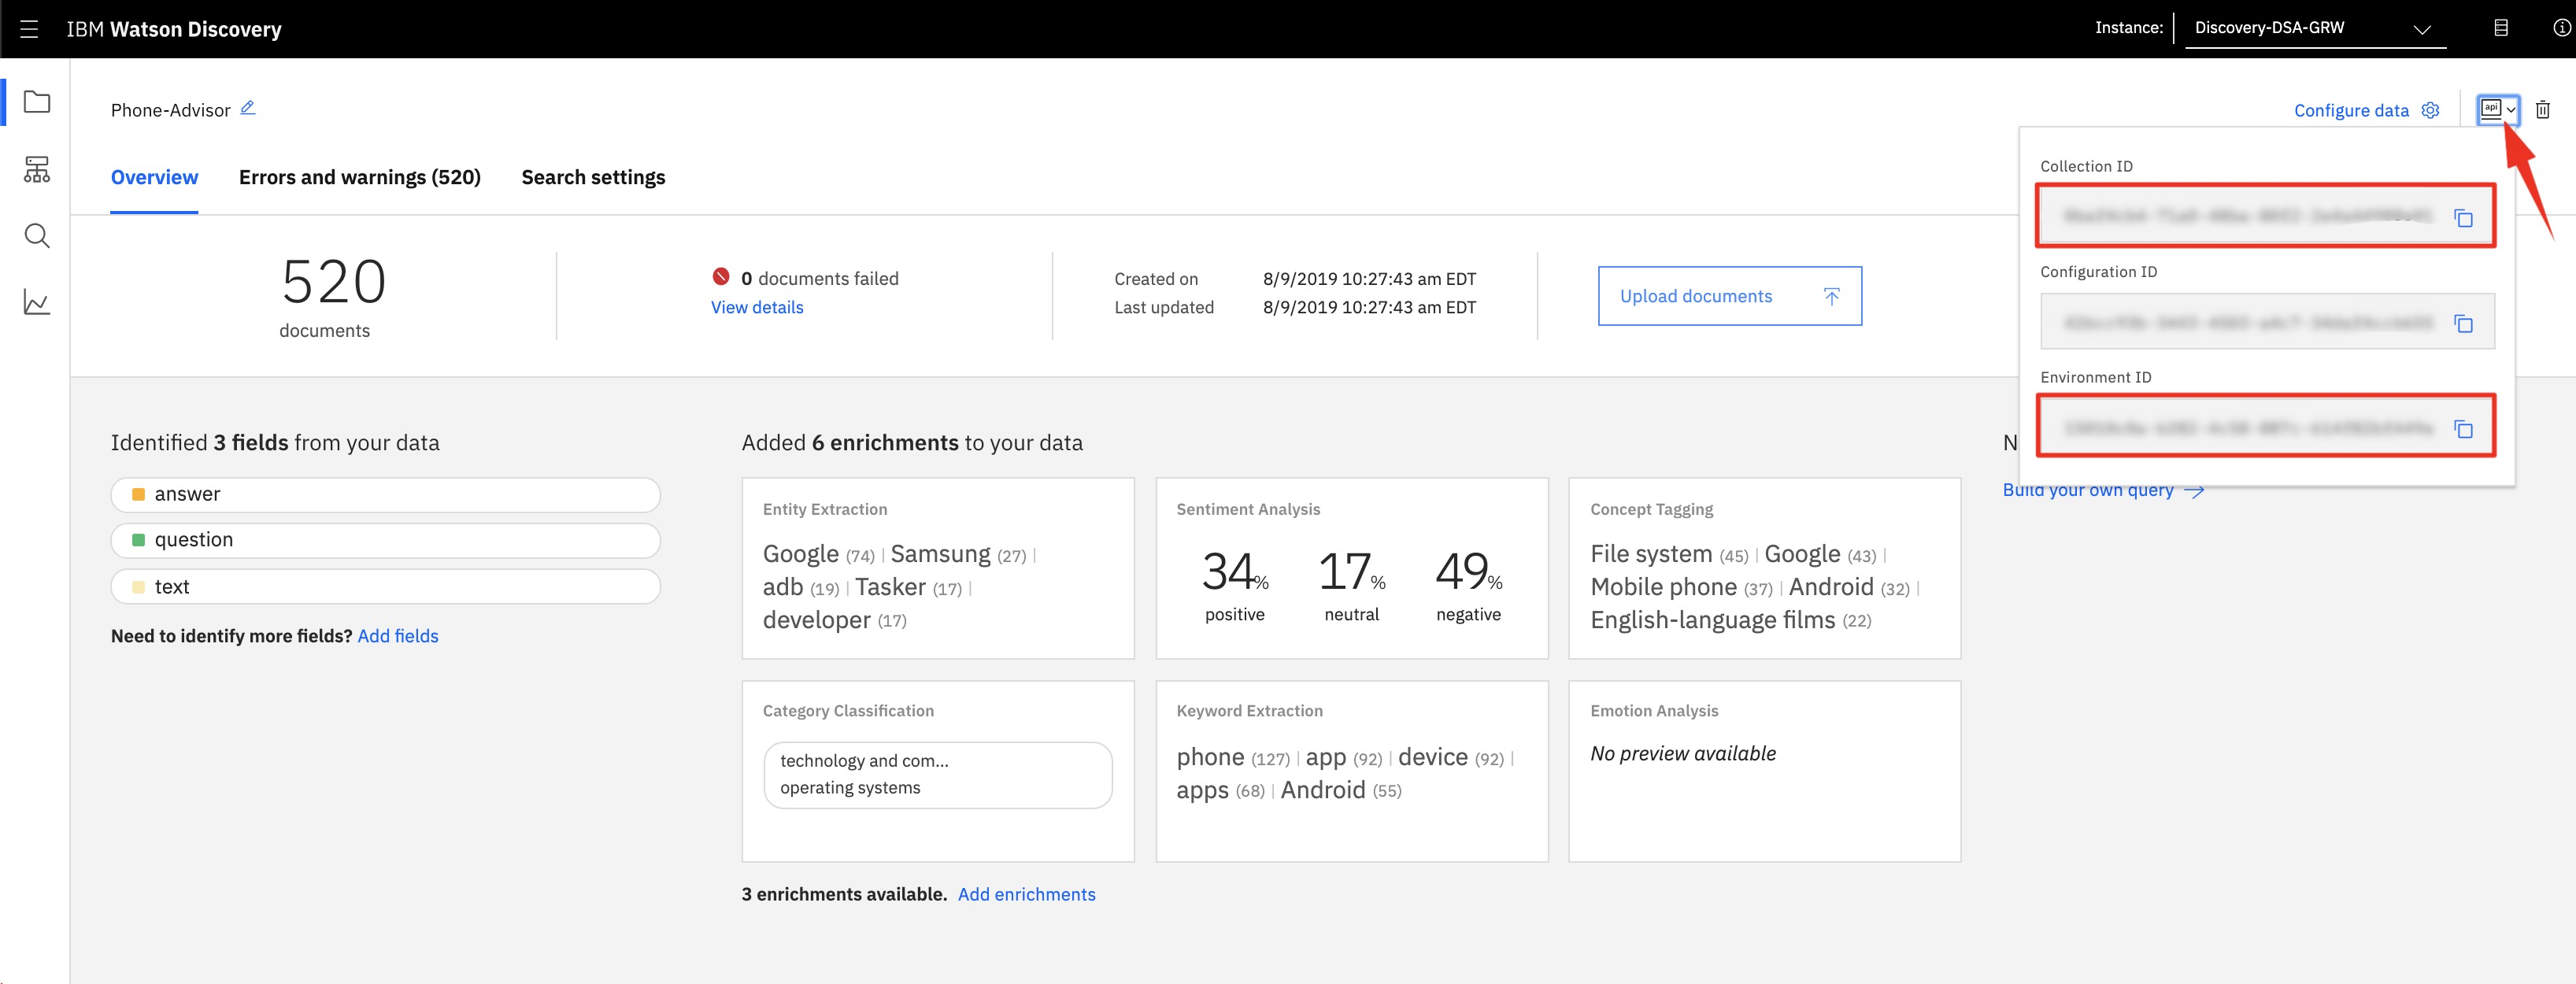 IBM Watson Discovery
Instance:
Discovery-DSA-GRW
Phone-Advisor
Configure data
api
Overview
Errors and warnings (520)
Search settings
Collection ID
Configuration ID
Environment ID
520
documents
0 documents failed
View details
Created on 8/9/2019 10:27:43 am EDT
Last updated 8/9/2019 10:27:43 am EDT
Upload documents
Identified 3 fields from your data
answer
question
text
Need to identify more fields? Add fields
Added 6 enrichments to your data
Entity Extraction
Google (74) | Samsung (27) |
adb (19) | Tasker (17) |
developer (17)
Sentiment Analysis
34% 17% 49%
positive neutral negative
Concept Tagging
File system (45) | Google (43) |
Mobile phone (37) | Android (32) |
English-language films (22)
Category Classification
technology and com...
operating systems
Keyword Extraction
phone (127) | app (92) | device (92) |
apps (68) | Android (55)
Emotion Analysis
No preview available
3 enrichments available. Add enrichments
N
Build your own query